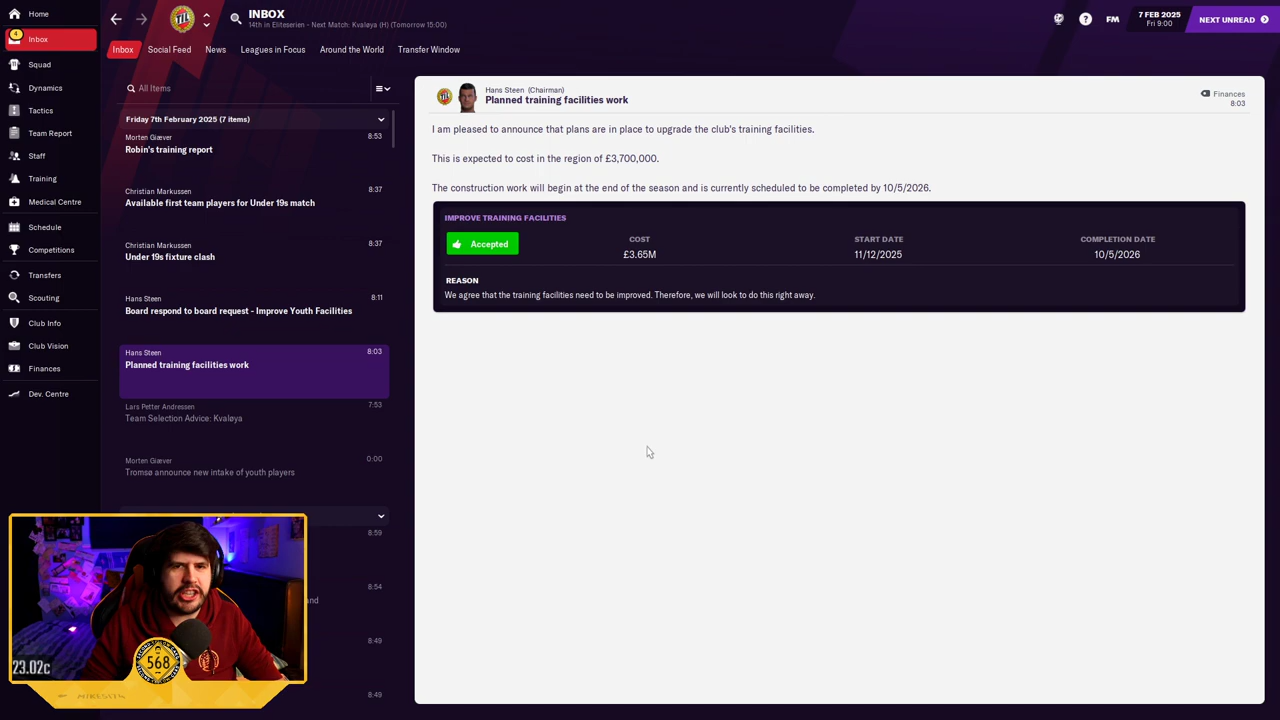 Home
4
Inbox
Squad
Dynamics
Tactics
Team Report
Staff
Training
Medical Centre
Schedule
Competitions
Transfers
Scouting
Club Info
Club Vision
Finances
Dev. Centre
TIL
INBOX
14th in Eliteserien - Next Match: Kvaløya (H) (Tomorrow 15:00)
FM
7 FEB 2025
Fri 9:00
NEXT UNREAD
Inbox
Social Feed
News
Leagues in Focus
Around the World
Transfer Window
All Items
Friday 7th February 2025 (7 items)
Morten Giæver 8:53
Robin's training report
Christian Markussen 8:37
Available first team players for Under 19s match
Christian Markussen 8:37
Under 19s fixture clash
Hans Steen 8:11
Board respond to board request - Improve Youth Facilities
Hans Steen 8:03
Planned training facilities work
Lars Petter Andressen 7:53
Team Selection Advice: Kvaløya
Morten Giæver 0:00
Tromsø announce new intake of youth players
8:59
8:54
8:49
8:49
TIL
Hans Steen (Chairman)
Planned training facilities work
Finances
8:03
I am pleased to announce that plans are in place to upgrade the club's training facilities.
This is expected to cost in the region of £3,700,000.
The construction work will begin at the end of the season and is currently scheduled to be completed by 10/5/2026.
IMPROVE TRAINING FACILITIES
Accepted
COST
£3.65M
START DATE
11/12/2025
COMPLETION DATE
10/5/2026
REASON
We agree that the training facilities need to be improved. Therefore, we will look to do this right away.
23.02c
568